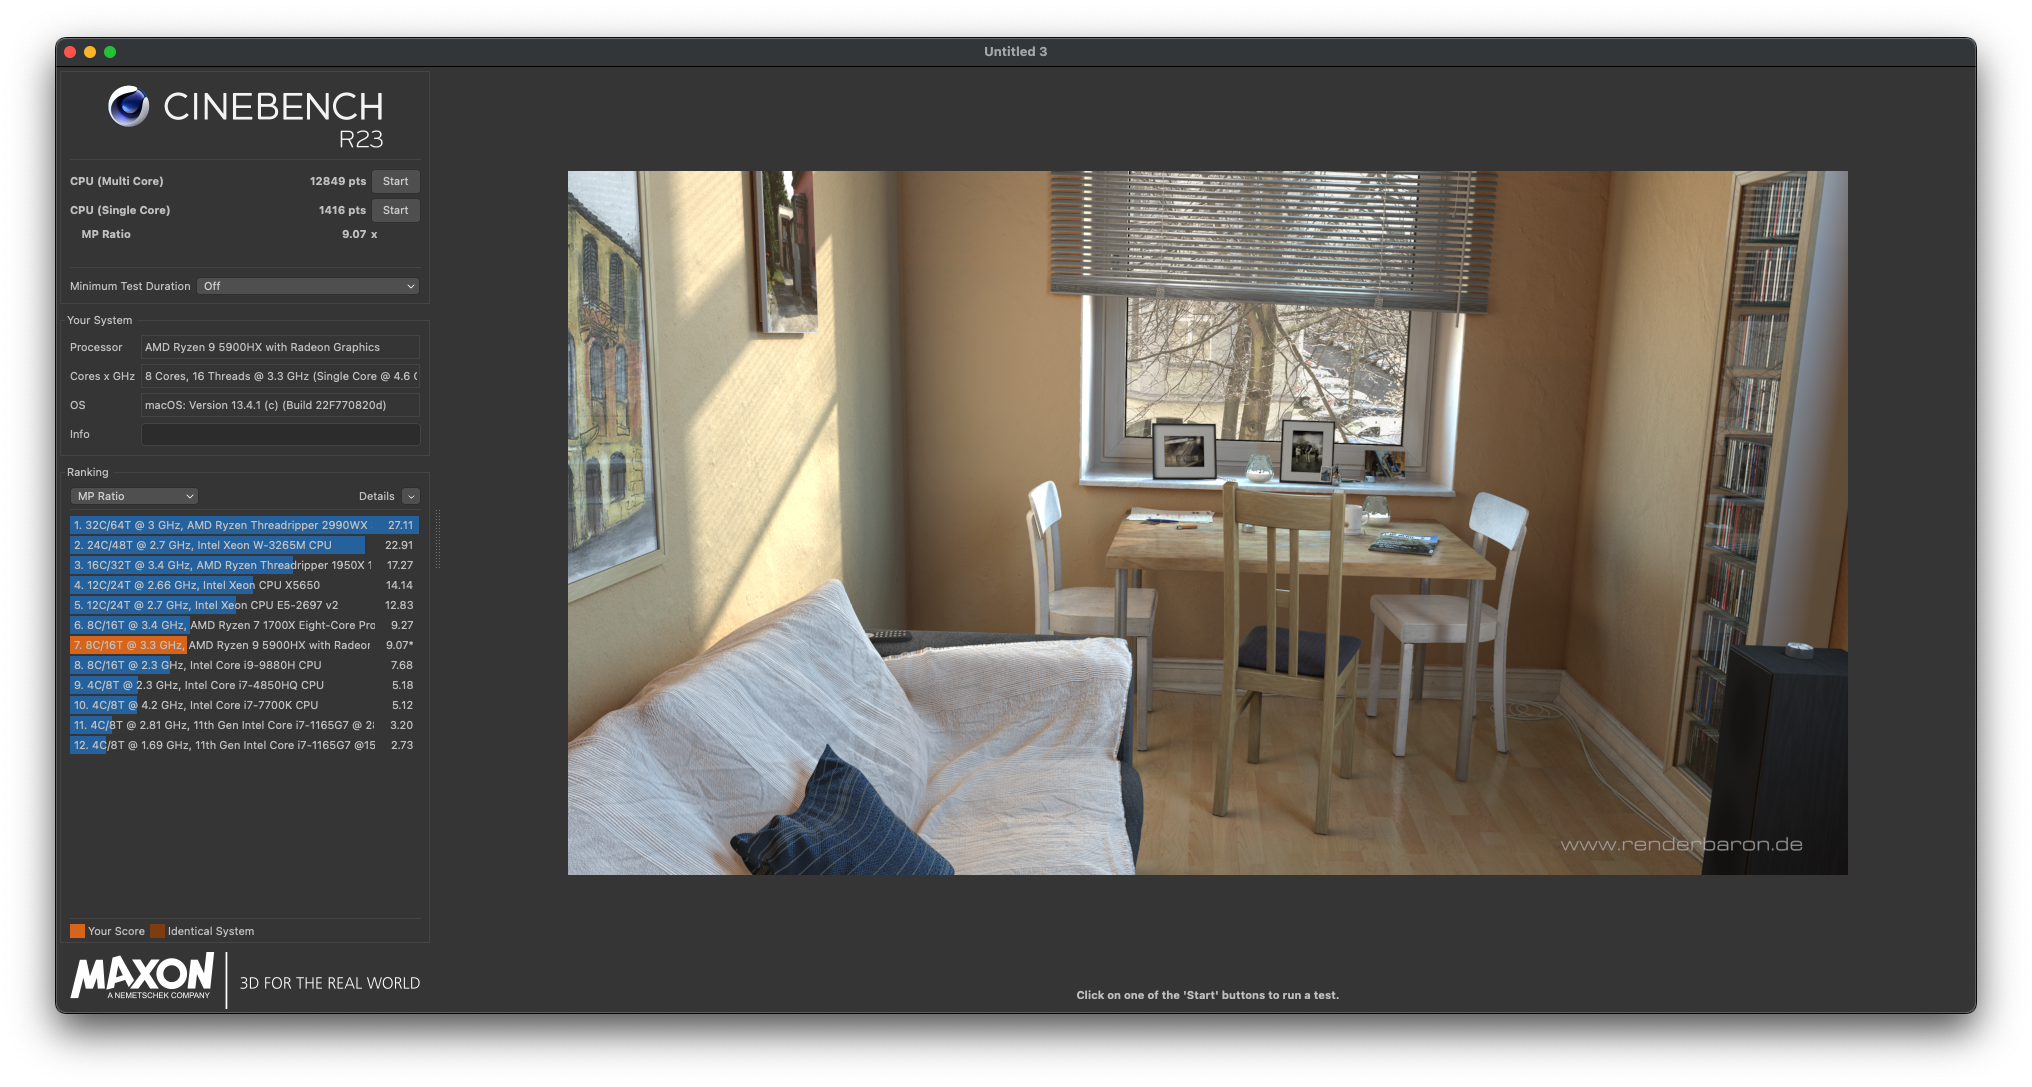 Untitled 3
CINEBENCH
R23
CPU (Multi Core) 12849 pts Start
CPU (Single Core) 1416 pts Start
MP Ratio 9.07 x
Minimum Test Duration Off
Your System
Processor AMD Ryzen 9 5900HX with Radeon Graphics
Cores x GHz 8 Cores, 16 Threads @ 3.3 GHz (Single Core @ 4.6
OS macOS: Version 13.4.1 (c) (Build 22F770820d)
Info
Ranking
MP Ratio Details
1. 32C/64T @ 3 GHz, AMD Ryzen Threadripper 2990WX 27.11
2. 24C/48T @ 2.7 GHz, Intel Xeon W-3265M CPU 22.91
3. 16C/32T @ 3.4 GHz, AMD Ryzen Threadripper 1950X 1 17.27
4. 12C/24T @ 2.66 GHz, Intel Xeon CPU X5650 14.14
5. 12C/24T @ 2.7 GHz, Intel Xeon CPU E5-2697 v2 12.83
6. 8C/16T @ 3.4 GHz, AMD Ryzen 7 1700X Eight-Core Pro 9.27
7. 8C/16T @ 3.3 GHz, AMD Ryzen 9 5900HX with Radeor 9.07*
8. 8C/16T @ 2.3 GHz, Intel Core i9-9880H CPU 7.68
9. 4C/8T @ 2.3 GHz, Intel Core i7-4850HQ CPU 5.18
10. 4C/8T @ 4.2 GHz, Intel Core i7-7700K CPU 5.12
11. 4C/8T @ 2.81 GHz, 11th Gen Intel Core i7-1165G7 @ 2 3.20
12. 4C/8T @ 1.69 GHz, 11th Gen Intel Core i7-1165G7 @15 2.73
Your Score Identical System
MAXON
A NEMETSCHEK COMPANY
3D FOR THE REAL WORLD
www.renderbaron.de
Click on one of the 'Start' buttons to run a test.